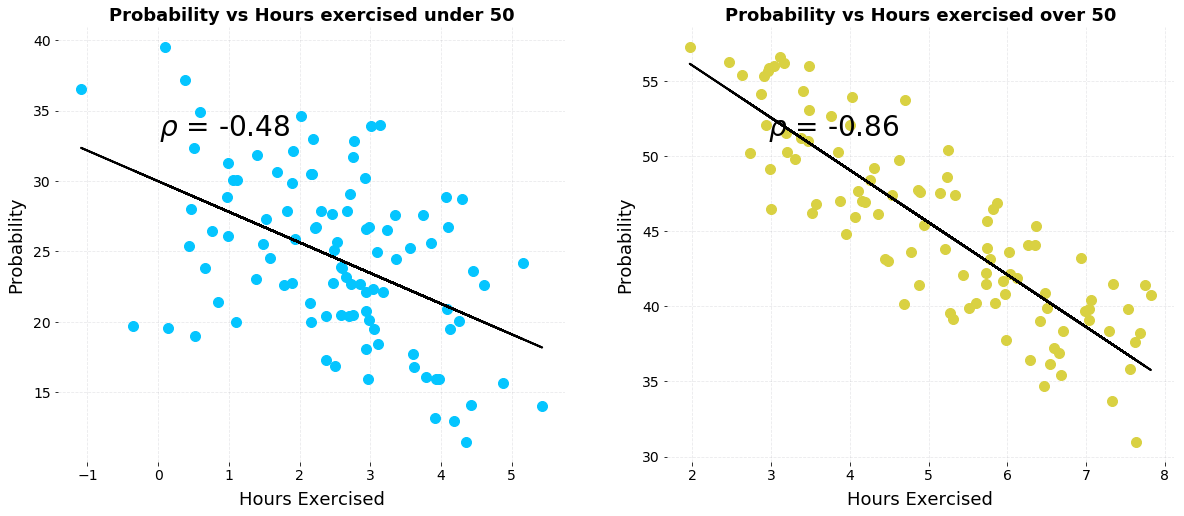 Probability vs Hours exercised under 50
40
35
30
25
20
15
Probability
ρ = -0.48
−1 0 1 2 3 4 5
Hours Exercised
Probability vs Hours exercised over 50
55
50
45
40
35
30
Probability
ρ = -0.86
2 3 4 5 6 7 8
Hours Exercised